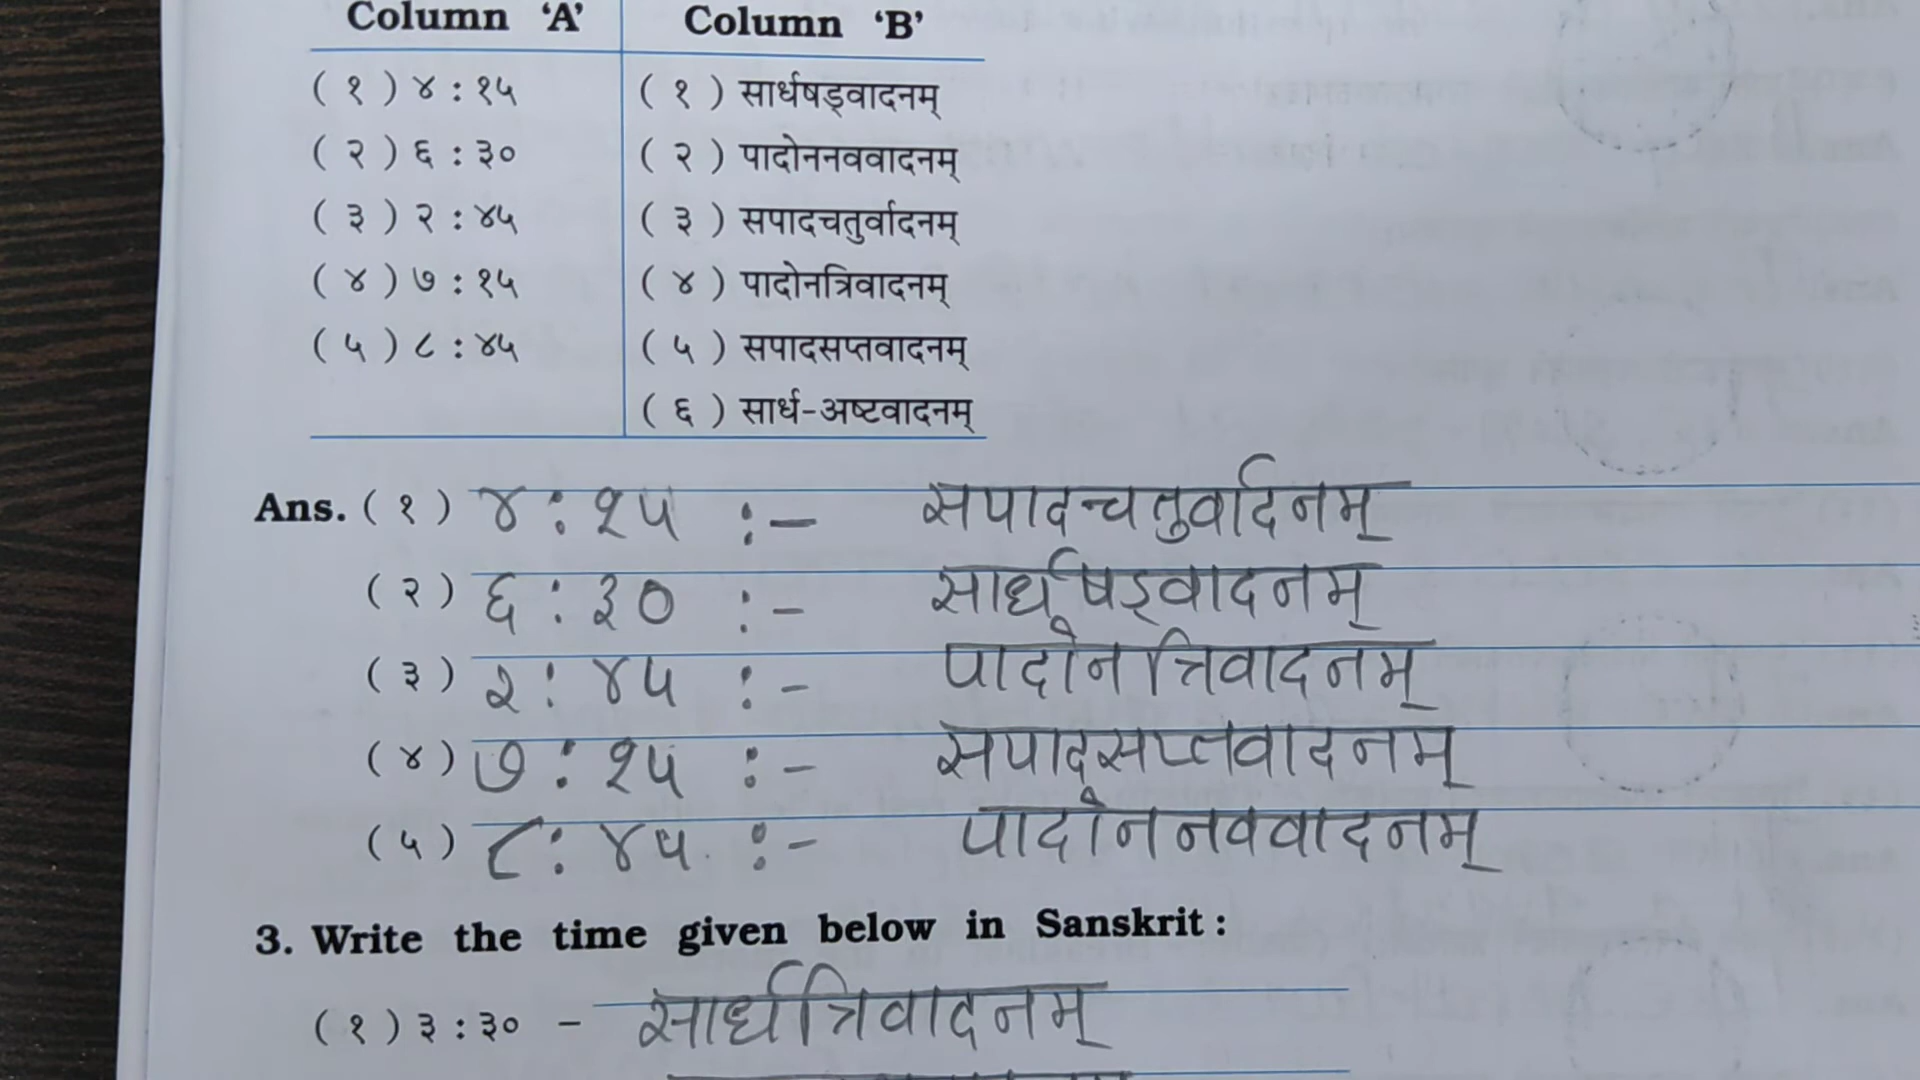 Column ‘A’ Column ‘B’
( १ ) ४ : १५ ( १ ) सार्धषड्वादनम्
( २ ) ६ : ३० ( २ ) पादोननववादनम्
( ३ ) २ : ४५ ( ३ ) सपादचतुर्वादनम्
( ४ ) ७ : १५ ( ४ ) पादोनत्रिवादनम्
( ५ ) ८ : ४५ ( ५ ) सपादसप्तवादनम्
( ६ ) सार्ध-अष्टवादनम्
Ans. ( १ ) ४ : १५ :- सपादचतुर्वादनम्
( २ ) ६ : ३० :- सार्धषड्वादनम्
( ३ ) २ : ४५ :- पादोनत्रिवादनम्
( ४ ) ७ : १५ :- सपादसप्तवादनम्
( ५ ) ८ : ४५ :- पादोननववादनम्
3. Write the time given below in Sanskrit :
( १ ) ३ : ३० - सार्धत्रिवादनम्